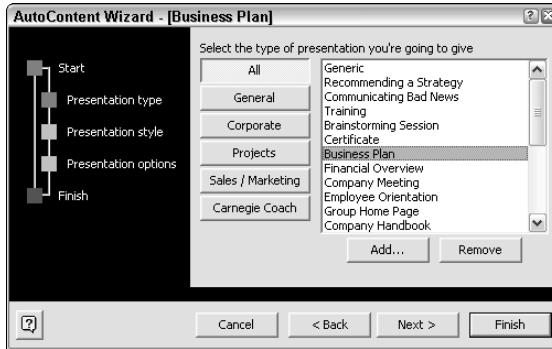 AutoContent Wizard - [Business Plan]
Start
Presentation type
Presentation style
Presentation options
Finish
Select the type of presentation you're going to give
All
General
Corporate
Projects
Sales / Marketing
Carnegie Coach
Generic
Recommending a Strategy
Communicating Bad News
Training
Brainstorming Session
Certificate
Business Plan
Financial Overview
Company Meeting
Employee Orientation
Group Home Page
Company Handbook
Add... Remove
Cancel < Back Next > Finish